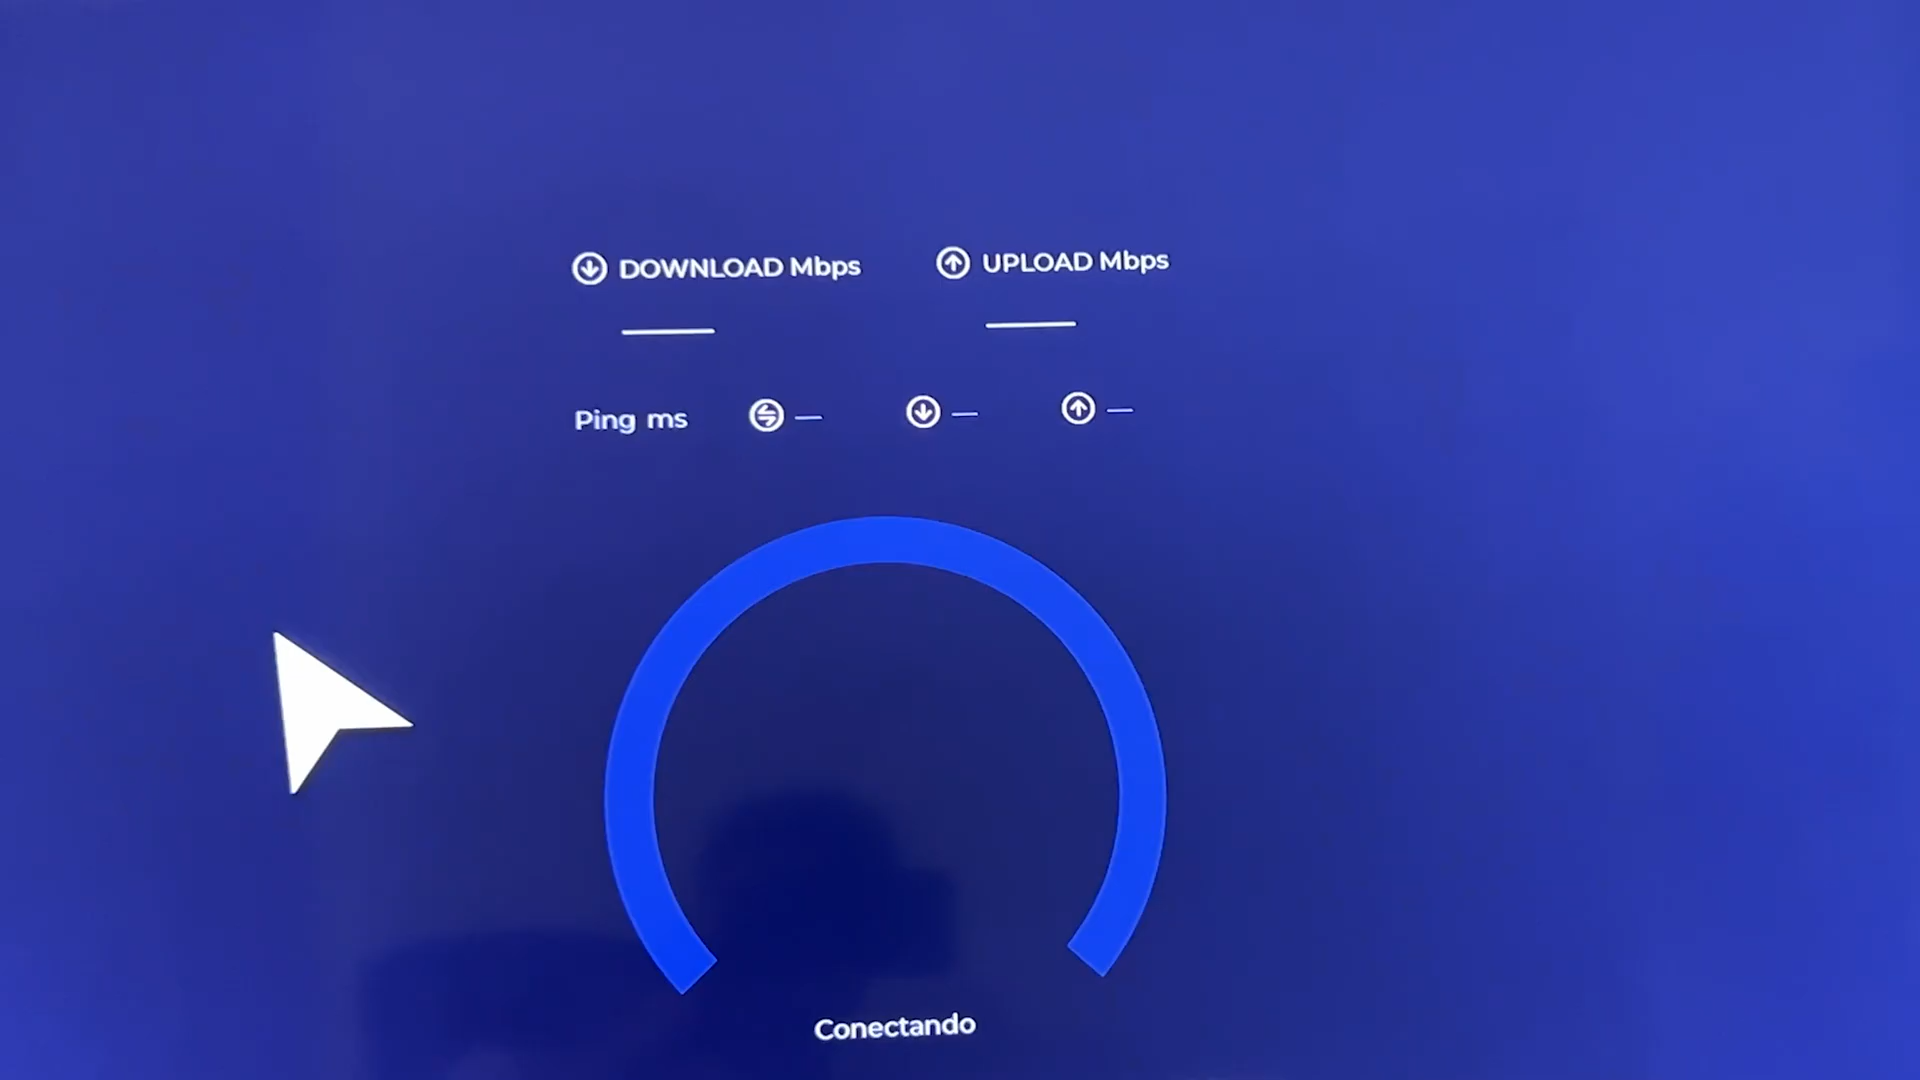 DOWNLOAD Mbps UPLOAD Mbps
— —
Ping ms — — —
Conectando